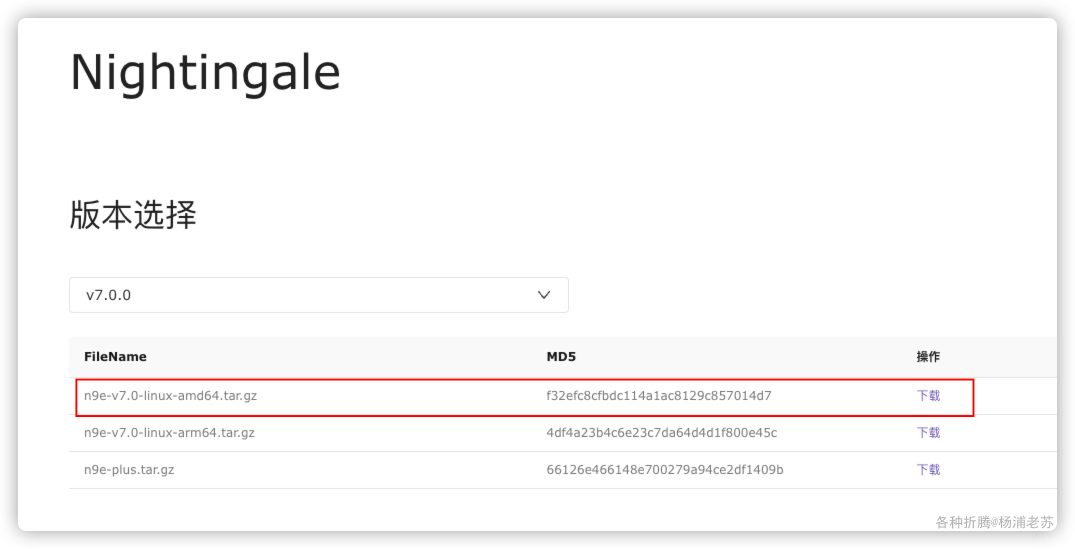 Nightingale
版本选择
v7.0.0
FileName MD5 操作
n9e-v7.0-linux-amd64.tar.gz f32efc8cfbdc114a1ac8129c857014d7 下载
n9e-v7.0-linux-arm64.tar.gz 4df4a23b4c6e23c7da64d4d1f800e45c 下载
n9e-plus.tar.gz 66126e466148e700279a94ce2df1409b 下载
各种折腾@杨浦老苏